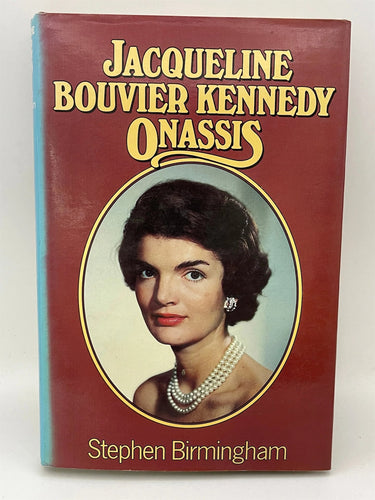 JACQUELINE
BOUVIER KENNEDY
ONASSIS
Stephen Birmingham